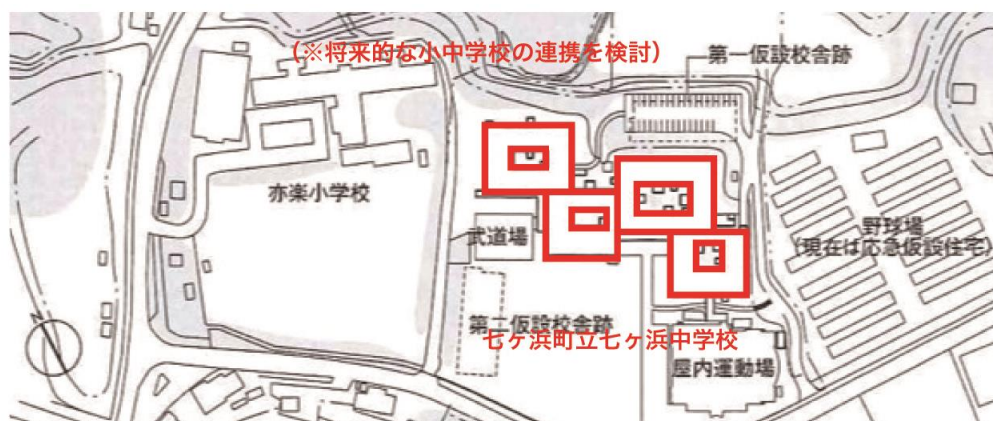 （※将来的な小中学校の連携を検討）
第一仮設校舎跡
亦楽小学校
武道場
野球場
（現在は応急仮設住宅）
第二仮設校舎跡
七ヶ浜町立七ヶ浜中学校
屋内運動場
N